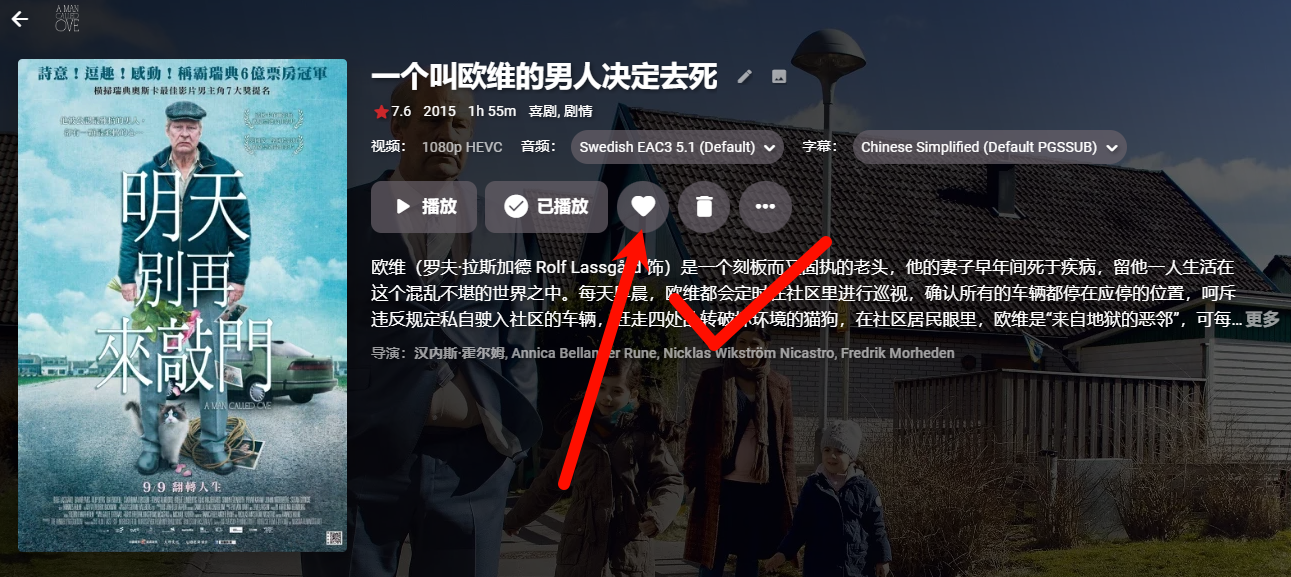 A MAN
CALLED
OVE
詩意！逗趣！感動！稱霸瑞典6億票房冠軍
橫掃瑞典奧斯卡最佳影片男主角7大獎提名
明天
別再
來敲門
A MAN CALLED OVE
9.9 翻轉人生
一个叫欧维的男人决定去死
7.6 2015 1h 55m 喜剧, 剧情
视频： 1080p HEVC 音频： Swedish EAC3 5.1 (Default) 字幕： Chinese Simplified (Default PGSSUB)
播放 已播放
欧维（罗夫·拉斯加德 Rolf Lassgård 饰）是一个刻板而又固执的老头，他的妻子早年间死于疾病，留他一人生活在
这个混乱不堪的世界之中。每天早晨，欧维都会定时在社区里进行巡视，确认所有的车辆都停在应停的位置，呵斥
违反规定私自驶入社区的车辆，赶走四处乱转破坏环境的猫狗，在社区居民眼里，欧维是“来自地狱的恶邻”，可每... 更多
导演： 汉内斯·霍尔姆, Annica Bellander Rune, Nicklas Wikström Nicastro, Fredrik Morheden